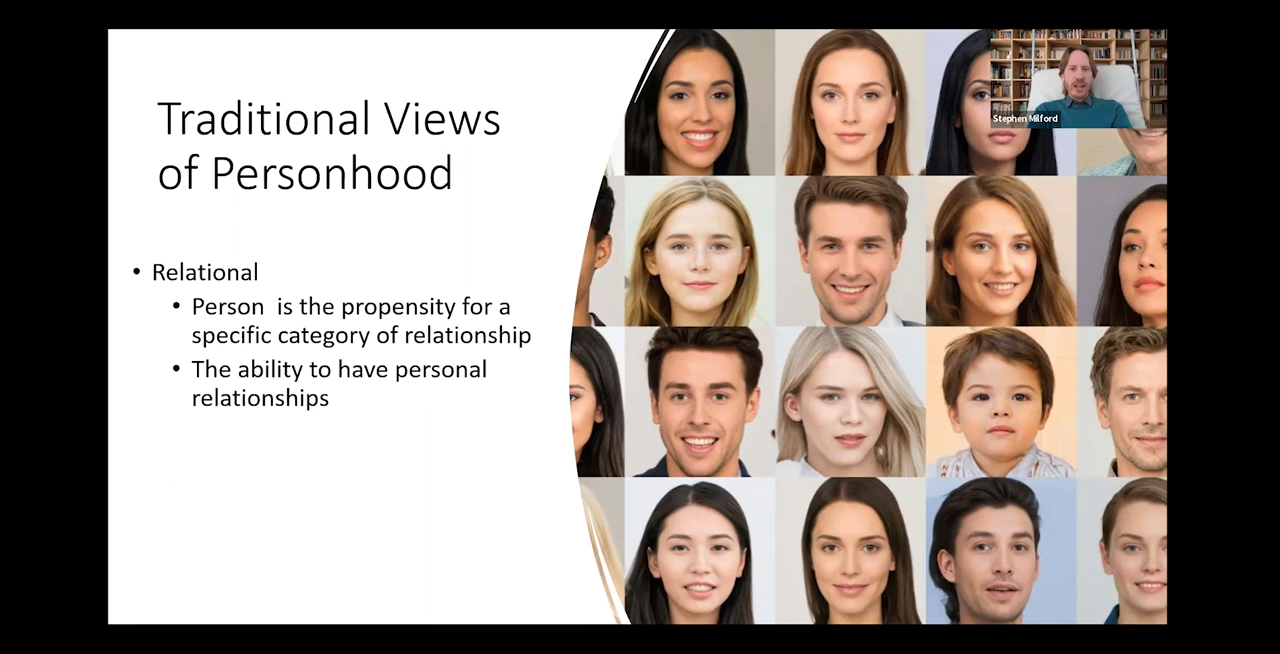 Traditional Views
of Personhood
• Relational
• Person  is the propensity for a
specific category of relationship
• The ability to have personal
relationships
Stephen Milford